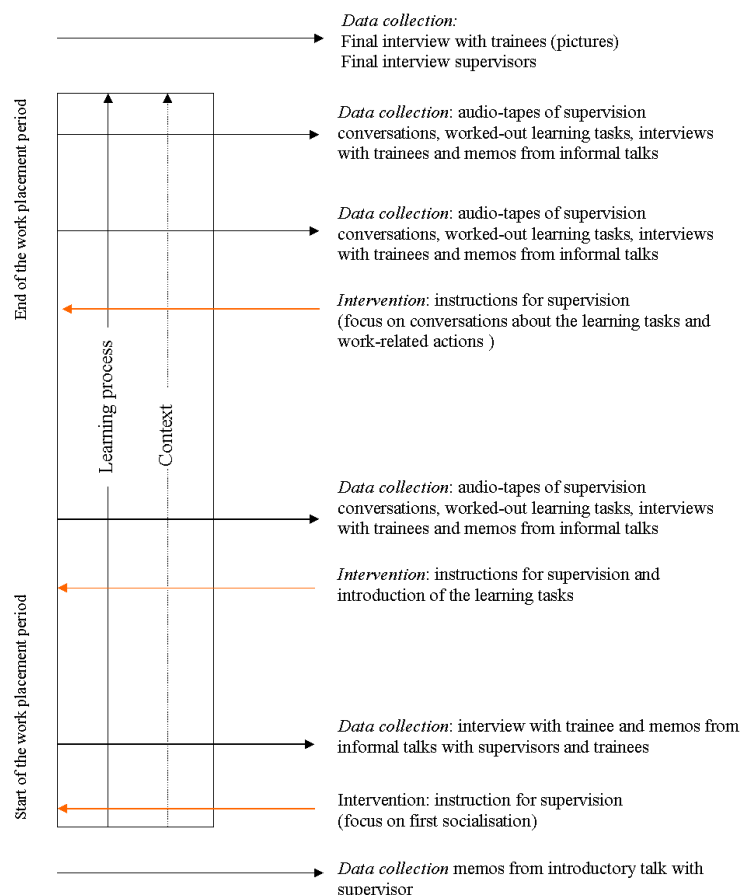 Data collection:
Final interview with trainees (pictures)
Final interview supervisors
End of the work placement period
Data collection: audio-tapes of supervision
conversations, worked-out learning tasks, interviews
with trainees and memos from informal talks
Data collection: audio-tapes of supervision
conversations, worked-out learning tasks, interviews
with trainees and memos from informal talks
Intervention: instructions for supervision
(focus on conversations about the learning tasks and
work-related actions )
Learning process
Context
Data collection: audio-tapes of supervision
conversations, worked-out learning tasks, interviews
with trainees and memos from informal talks
Intervention: instructions for supervision and
introduction of the learning tasks
Start of the work placement period
Data collection: interview with trainee and memos from
informal talks with supervisors and trainees
Intervention: instruction for supervision
(focus on first socialisation)
Data collection memos from introductory talk with
supervisor